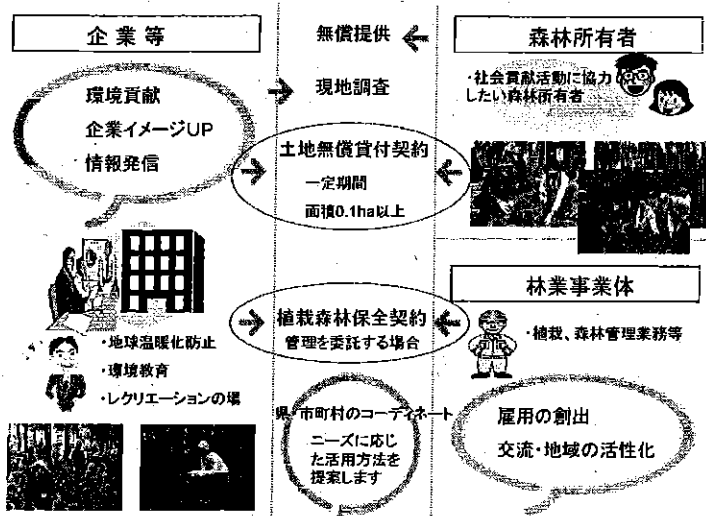 企業等
環境貢献
企業イメージUP
情報発信
・地球温暖化防止
・環境教育
・レクリエーションの場
無償提供
現地調査
土地無償貸付契約
一定期間
面積0.1ha以上
植栽森林保全契約
管理を委託する場合
県・市町村のコーディネート
ニーズに応じ
た活用方法を
提案します
森林所有者
・社会貢献活動に協力
したい森林所有者
林業事業体
・植栽、森林管理業務等
雇用の創出
交流・地域の活性化